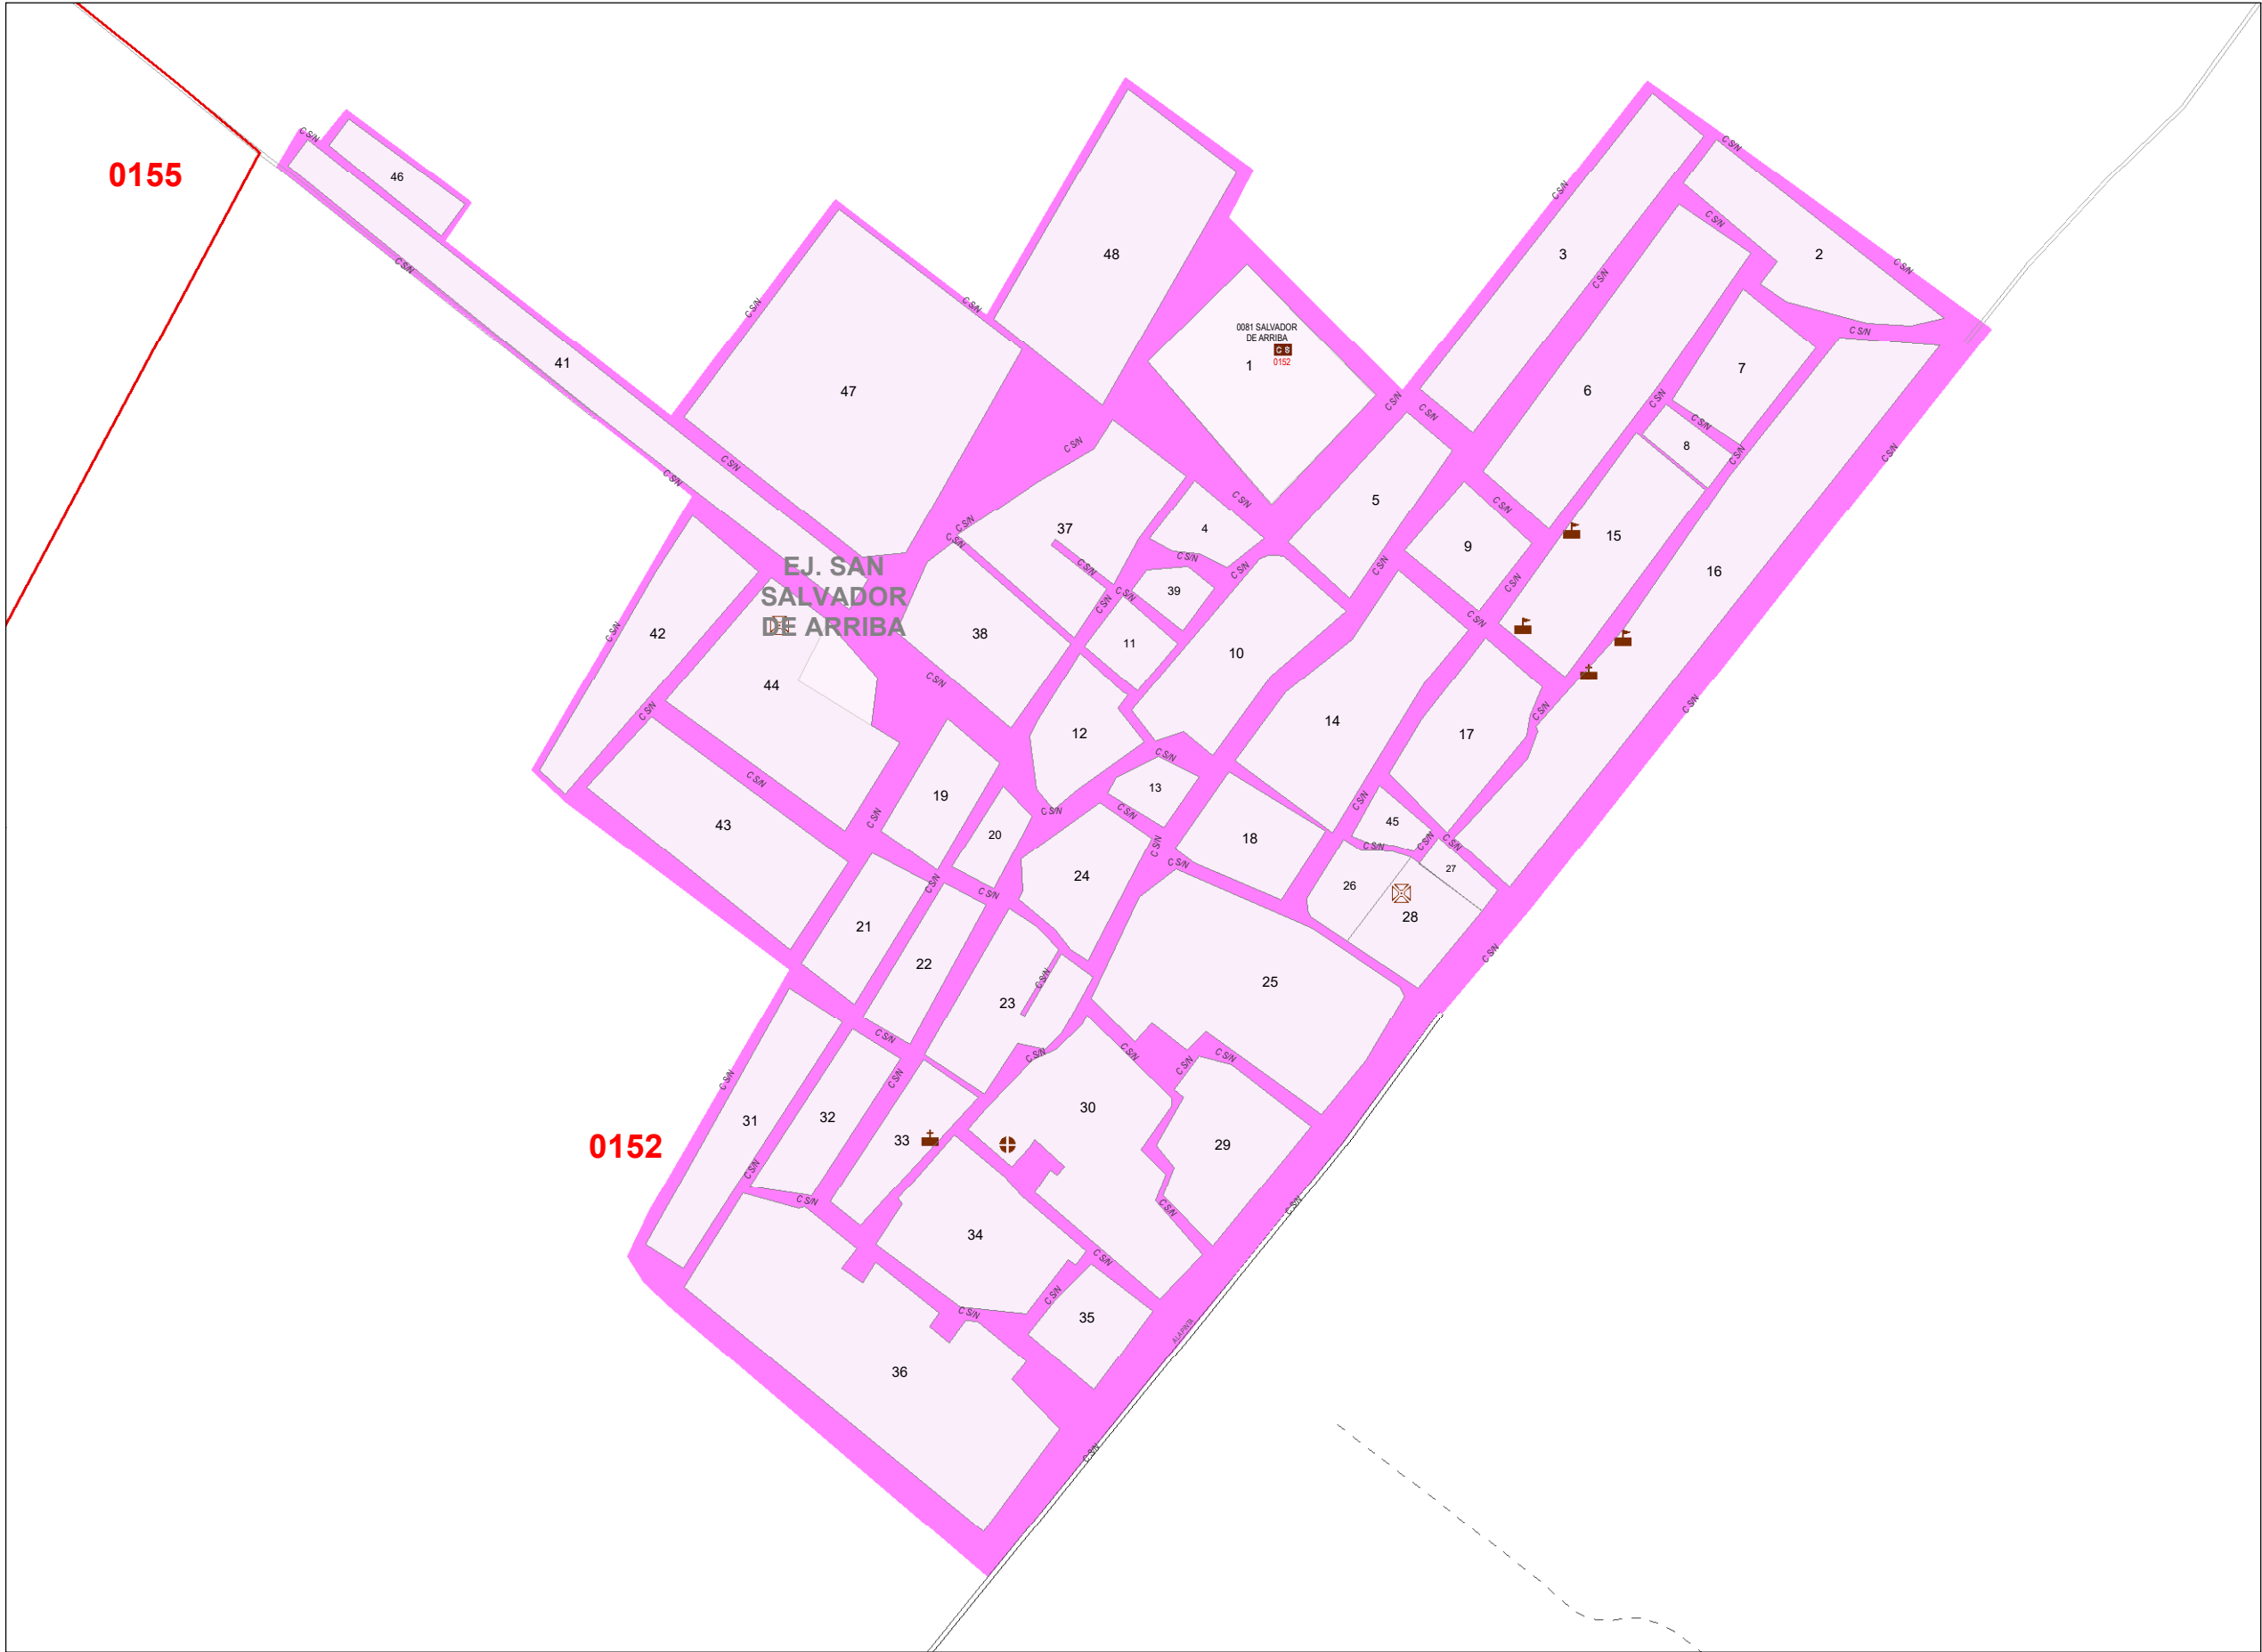 C S/N
0155
46
C S/N
48
3
2
C S/N
C S/N
C S/N
C S/N
C S/N
C S/N
C S/N
C S/N
0081 SALVADOR
DE ARRIBA
C S
0152
1
41
47
6
7
C S/N
C S/N
C S/N
C S/N
C S/N
C S/N
8
C S/N
C S/N
C S/N
C S/N
5
C S/N
C S/N
C S/N
C S/N
37
4
9
15
16
C S/N
C S/N
C S/N
C S/N
C S/N
EJ. SAN
SALVADOR
DE ARRIBA
C S/N
39
C S/N
C S/N
C S/N
C S/N
42
38
11
10
C S/N
44
C S/N
C S/N
C S/N
14
17
12
C S/N
C S/N
13
19
C S/N
C S/N
C S/N
C S/N
43
20
C S/N
45
18
C S/N
C S/N
C S/N
C S/N
C S/N
27
24
26
28
C S/N
C S/N
21
22
C S/N
C S/N
25
23
C S/N
C S/N
C S/N
C S/N
C S/N
C S/N
C S/N
30
31
32
33
29
0152
C S/N
C S/N
C S/N
C S/N
34
C S/N
C S/N
C S/N
35
36
C S/N